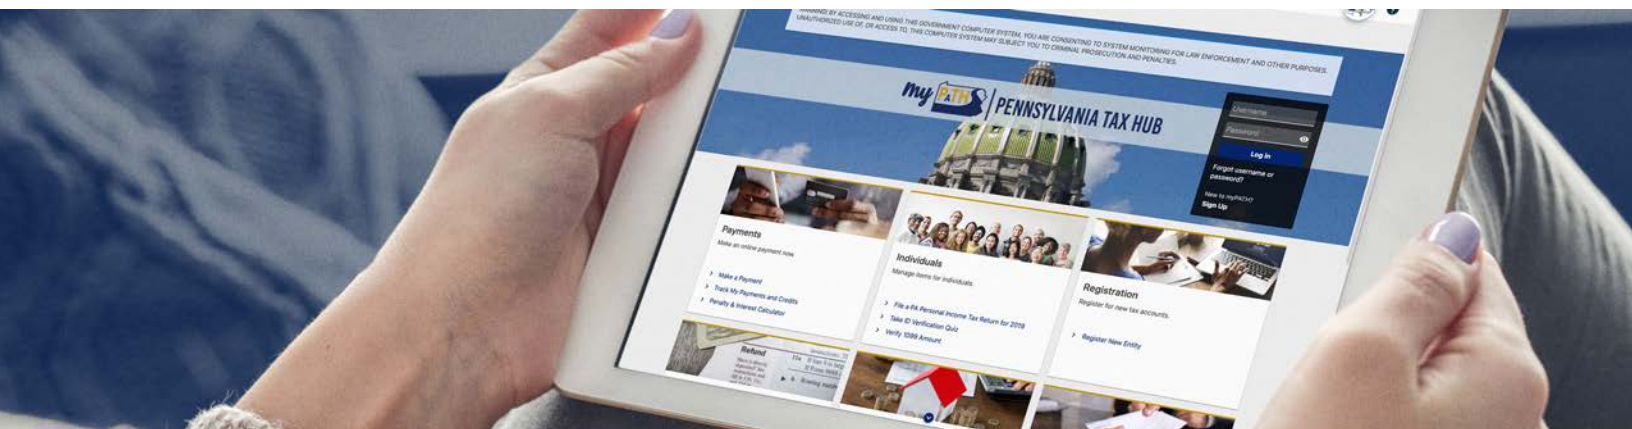 WARNING: BY ACCESSING AND USING THIS GOVERNMENT COMPUTER SYSTEM, YOU ARE CONSENTING TO SYSTEM MONITORING FOR LAW ENFORCEMENT AND OTHER PURPOSES.
UNAUTHORIZED USE OF, OR ACCESS TO, THIS COMPUTER SYSTEM MAY SUBJECT YOU TO CRIMINAL PROSECUTION AND PENALTIES.
my PATH | PENNSYLVANIA TAX HUB
Username
Password
Log in
Forgot username or
password?
New to myPATH?
Sign Up
Payments
Make an online payment now.
> Make a Payment
> Track My Payments and Credits
> Penalty & Interest Calculator
Individuals
Manage items for individuals.
> File a PA Personal Income Tax Return for 2019
> Take ID Verification Quiz
> Verify 1099 Amount
Registration
Register for new tax accounts.
> Register New Entity
Refund
11a